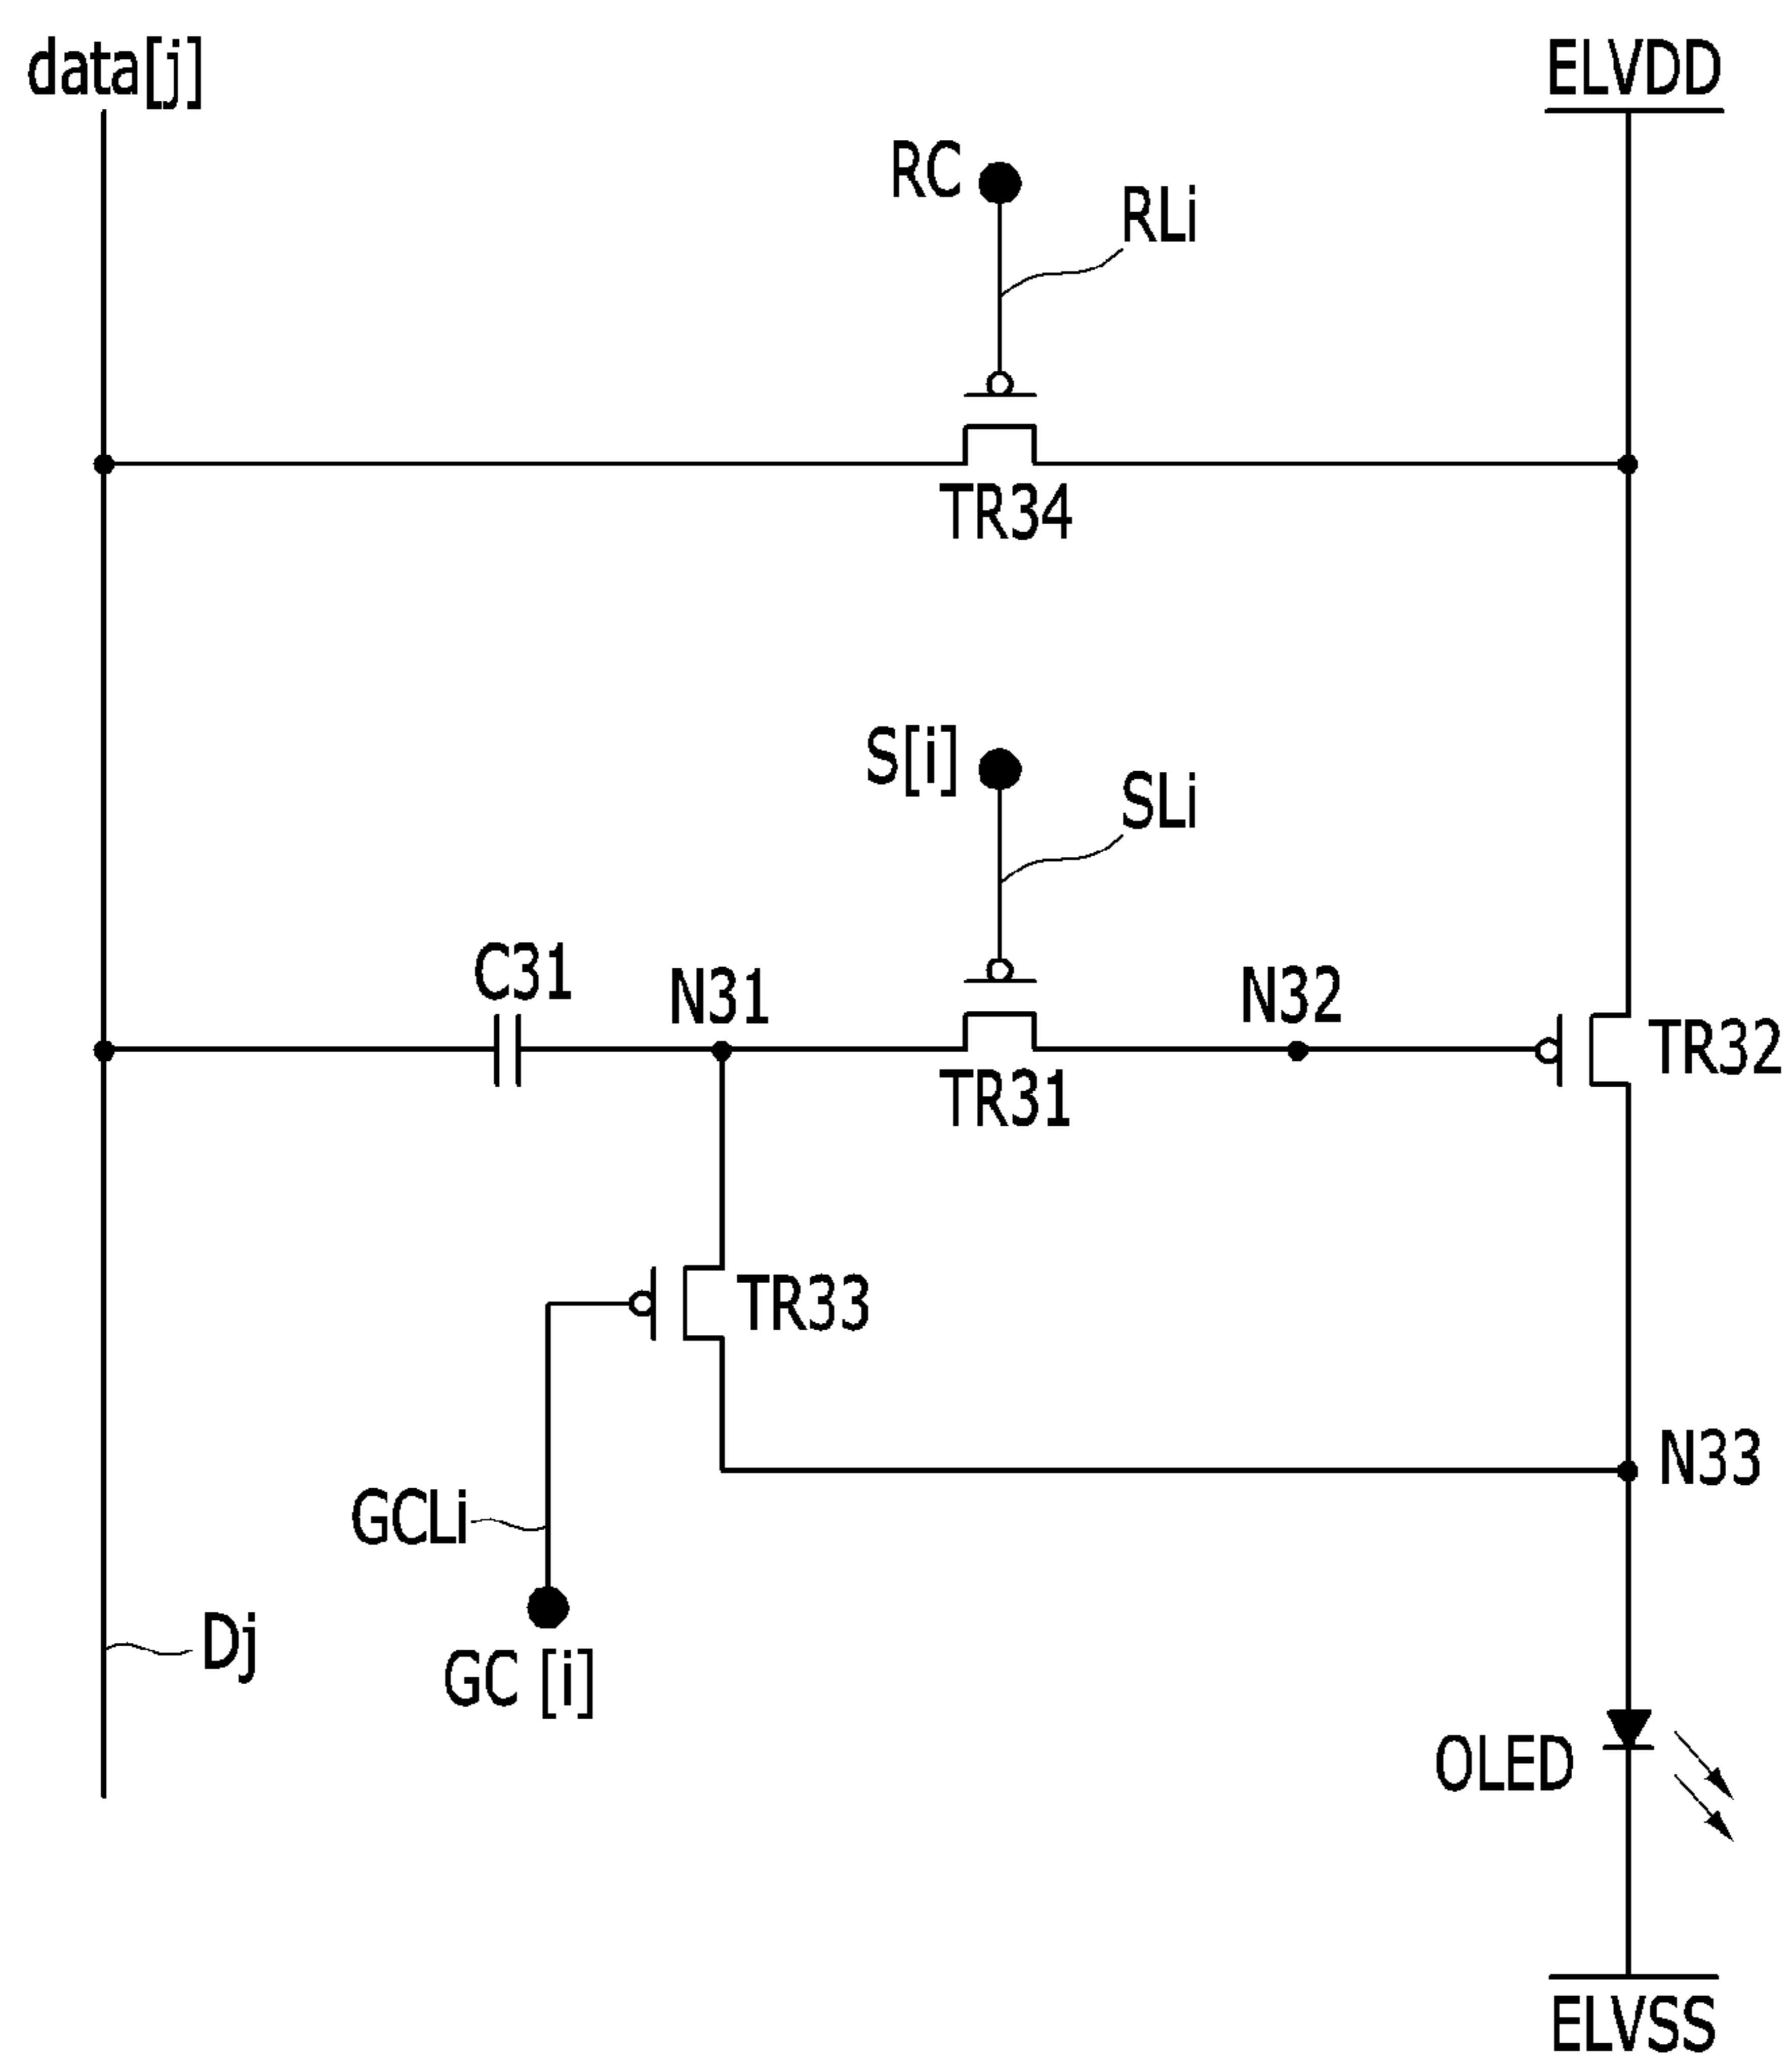 data[j]
ELVDD
RC
RLi
TR34
S[i]
SLi
C31
N31
N32
TR31
TR32
TR33
N33
GCLi
Dj
GC [i]
OLED
ELVSS